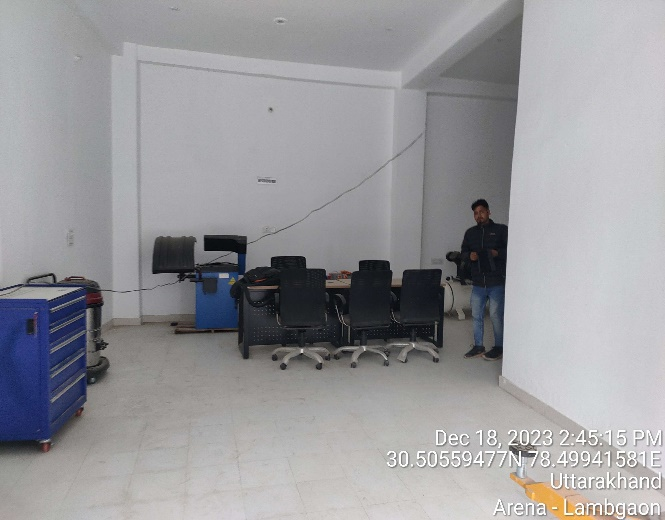 Dec 18, 2023 2:45:15 PM
30.50559477N 78.49941581E
Uttarakhand
Arena - Lambgaon